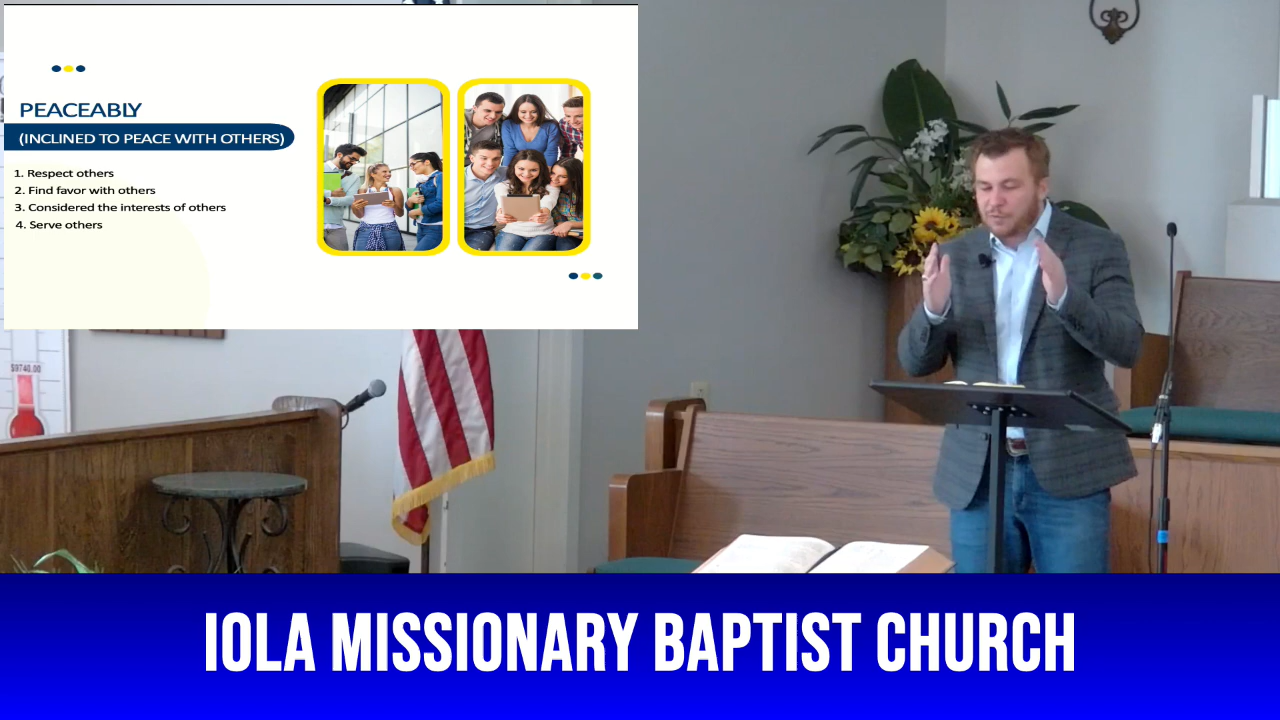 PEACEABLY
(INCLINED TO PEACE WITH OTHERS)
1. Respect others
2. Find favor with others
3. Considered the interests of others
4. Serve others
$9740.00
IOLA MISSIONARY BAPTIST CHURCH